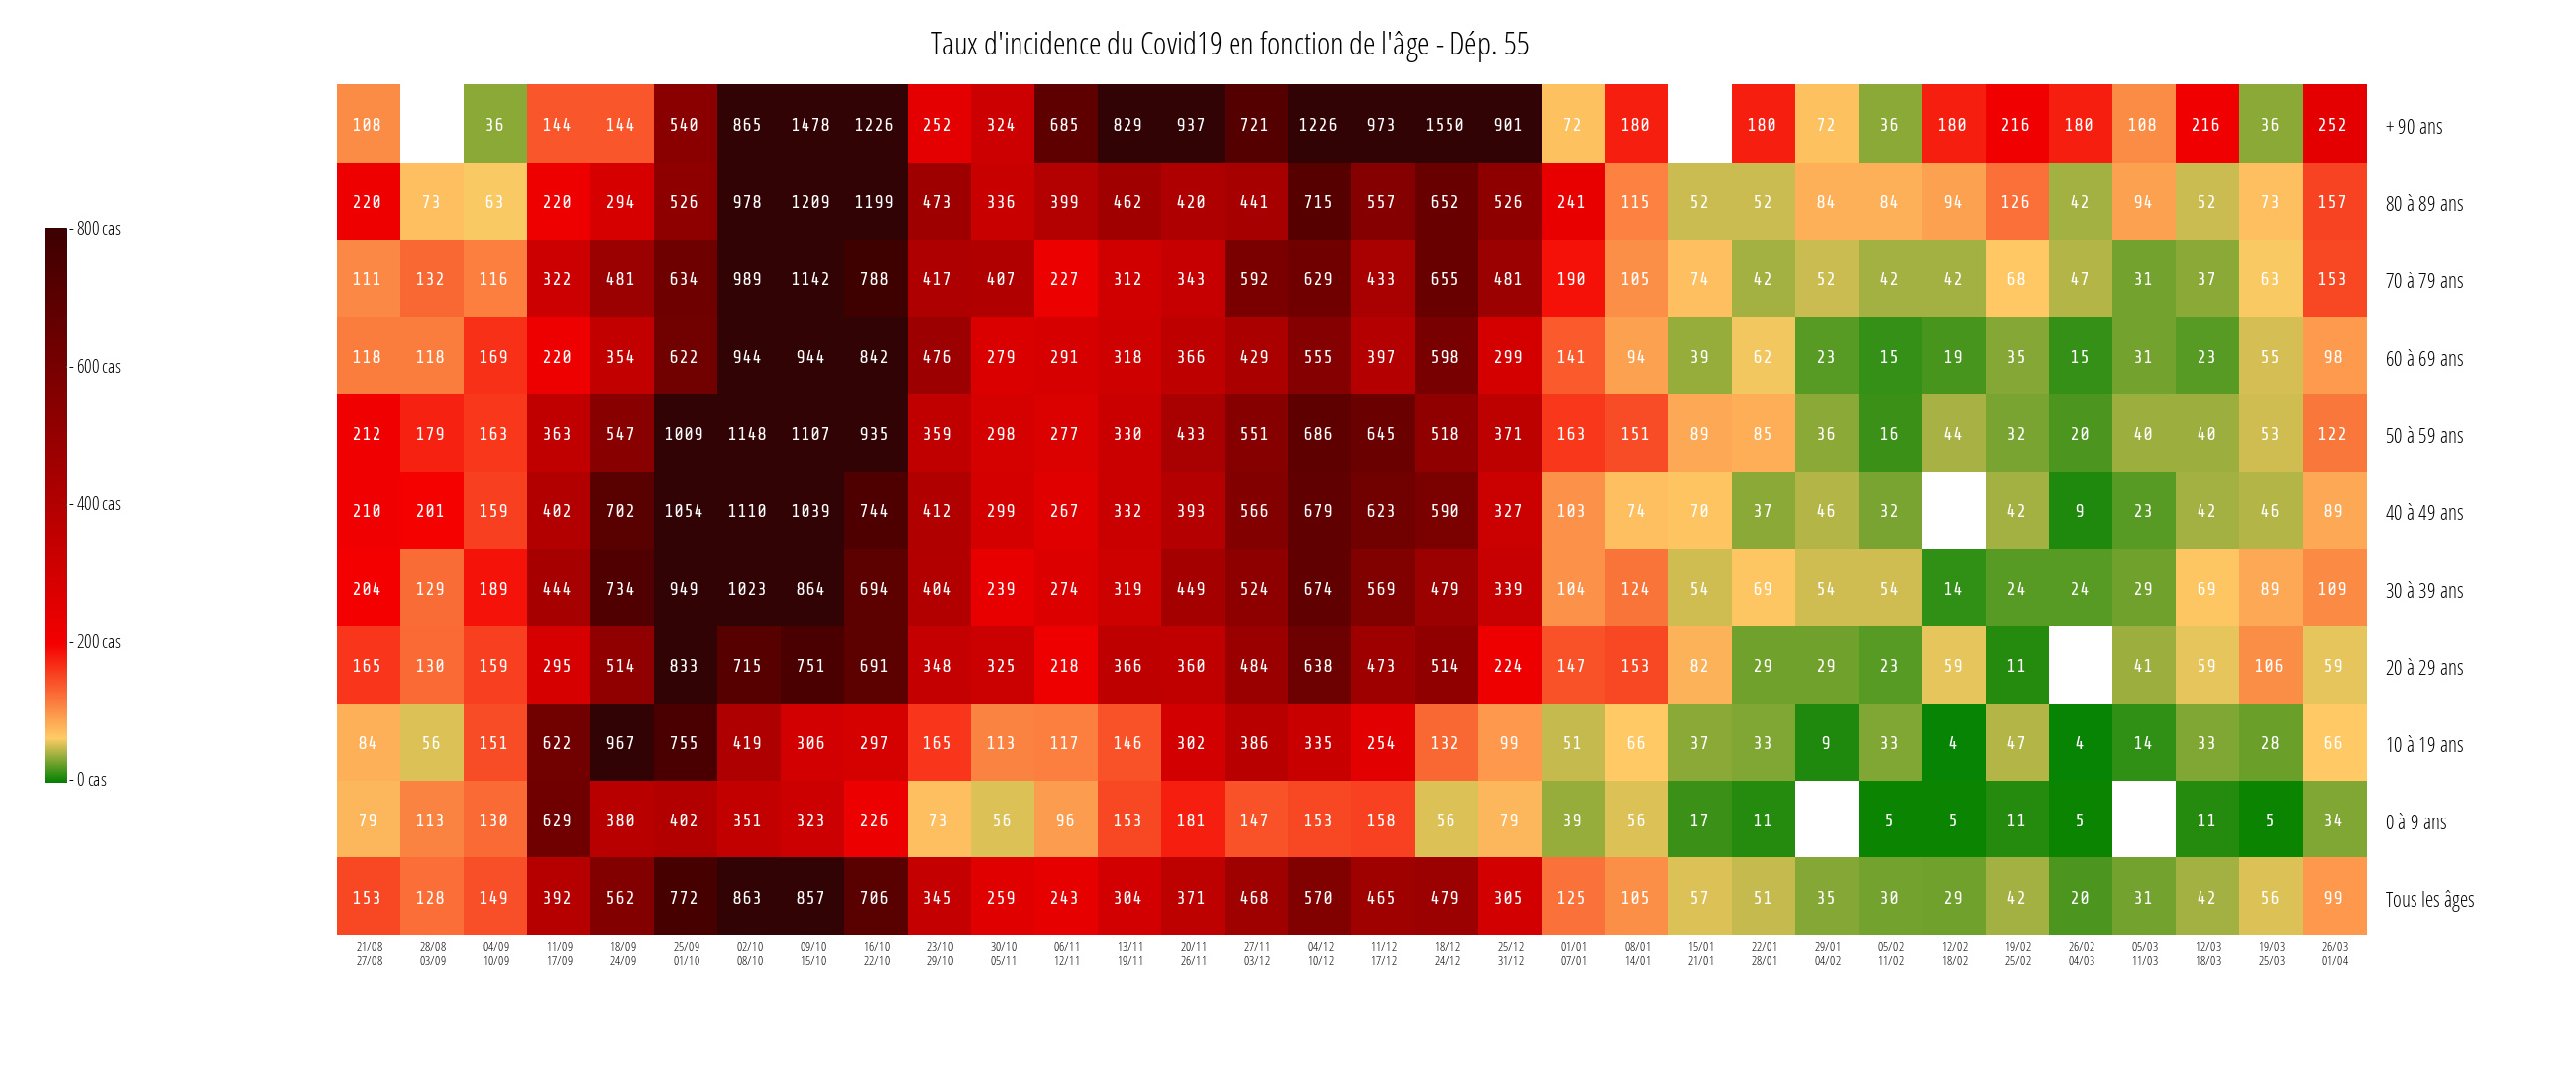 Taux d'incidence du Covid19 en fonction de l'âge - Dép. 55
- 800 cas
- 600 cas
- 400 cas
- 200 cas
- 0 cas
108 36 144 144 540 865 1478 1226 252 324 685 829 937 721 1226 973 1550 901 72 180 180 72 36 180 216 180 108 216 36 252 + 90 ans
220 73 63 220 294 526 978 1209 1199 473 336 399 462 420 441 715 557 652 526 241 115 52 52 84 84 94 126 42 94 52 73 157 80 à 89 ans
111 132 116 322 481 634 989 1142 788 417 407 227 312 343 592 629 433 655 481 190 105 74 42 52 42 42 68 47 31 37 63 153 70 à 79 ans
118 118 169 220 354 622 944 944 842 476 279 291 318 366 429 555 397 598 299 141 94 39 62 23 15 19 35 15 31 23 55 98 60 à 69 ans
212 179 163 363 547 1009 1148 1107 935 359 298 277 330 433 551 686 645 518 371 163 151 89 85 36 16 44 32 20 40 40 53 122 50 à 59 ans
210 201 159 402 702 1054 1110 1039 744 412 299 267 332 393 566 679 623 590 327 103 74 70 37 46 32 42 9 23 42 46 89 40 à 49 ans
204 129 189 444 734 949 1023 864 694 404 239 274 319 449 524 674 569 479 339 104 124 54 69 54 54 14 24 24 29 69 89 109 30 à 39 ans
165 130 159 295 514 833 715 751 691 348 325 218 366 360 484 638 473 514 224 147 153 82 29 29 23 59 11 41 59 106 59 20 à 29 ans
84 56 151 622 967 755 419 306 297 165 113 117 146 302 386 335 254 132 99 51 66 37 33 9 33 4 47 4 14 33 28 66 10 à 19 ans
79 113 130 629 380 402 351 323 226 73 56 96 153 181 147 153 158 56 79 39 56 17 11 5 5 11 5 11 5 34 0 à 9 ans
153 128 149 392 562 772 863 857 706 345 259 243 304 371 468 570 465 479 305 125 105 57 51 35 30 29 42 20 31 42 56 99 Tous les âges
21/08 28/08 04/09 11/09 18/09 25/09 02/10 09/10 16/10 23/10 30/10 06/11 13/11 20/11 27/11 04/12 11/12 18/12 25/12 01/01 08/01 15/01 22/01 29/01 05/02 12/02 19/02 26/02 05/03 12/03 19/03 26/03
27/08 03/09 10/09 17/09 24/09 01/10 08/10 15/10 22/10 29/10 05/11 12/11 19/11 26/11 03/12 10/12 17/12 24/12 31/12 07/01 14/01 21/01 28/01 04/02 11/02 18/02 25/02 04/03 11/03 18/03 25/03 01/04